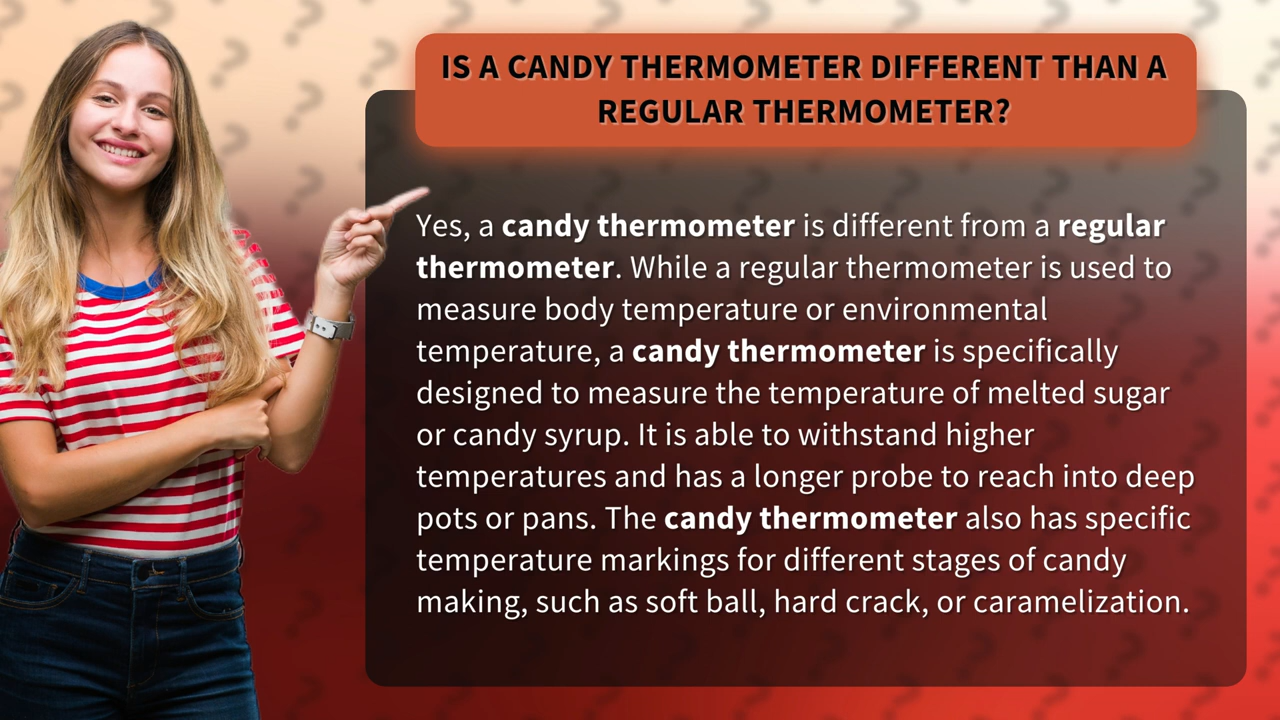 IS A CANDY THERMOMETER DIFFERENT THAN A
REGULAR THERMOMETER?
Yes, a candy thermometer is different from a regular
thermometer. While a regular thermometer is used to
measure body temperature or environmental
temperature, a candy thermometer is specifically
designed to measure the temperature of melted sugar
or candy syrup. It is able to withstand higher
temperatures and has a longer probe to reach into deep
pots or pans. The candy thermometer also has specific
temperature markings for different stages of candy
making, such as soft ball, hard crack, or caramelization.